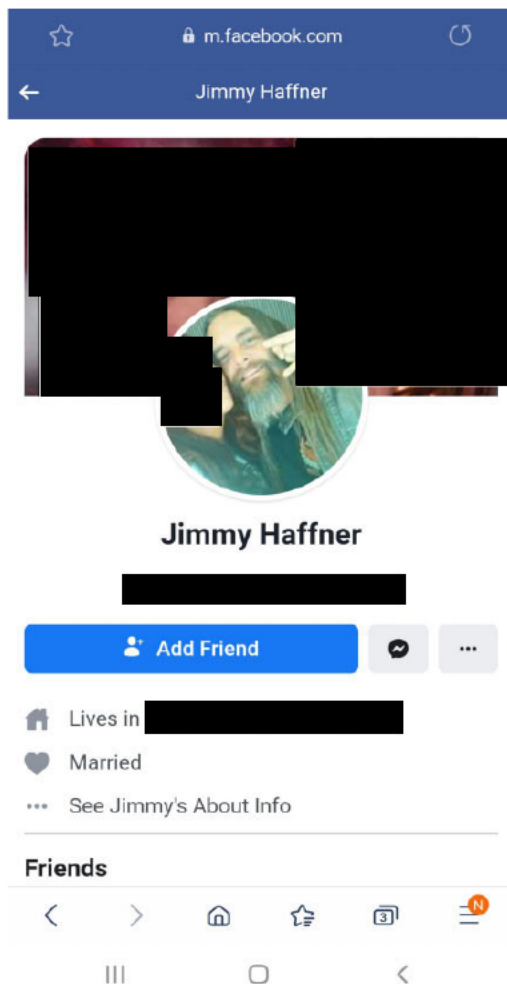 m.facebook.com
Jimmy Haffner
Jimmy Haffner
Add Friend
Lives in
Married
See Jimmy's About Info
Friends
3
N